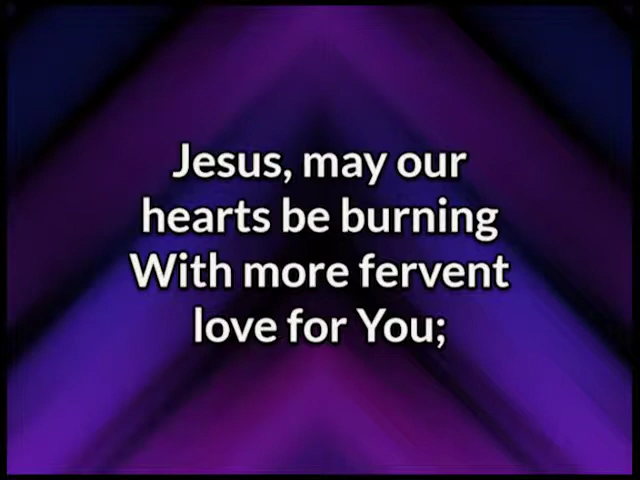 Jesus, may our
hearts be burning
With more fervent
love for You;